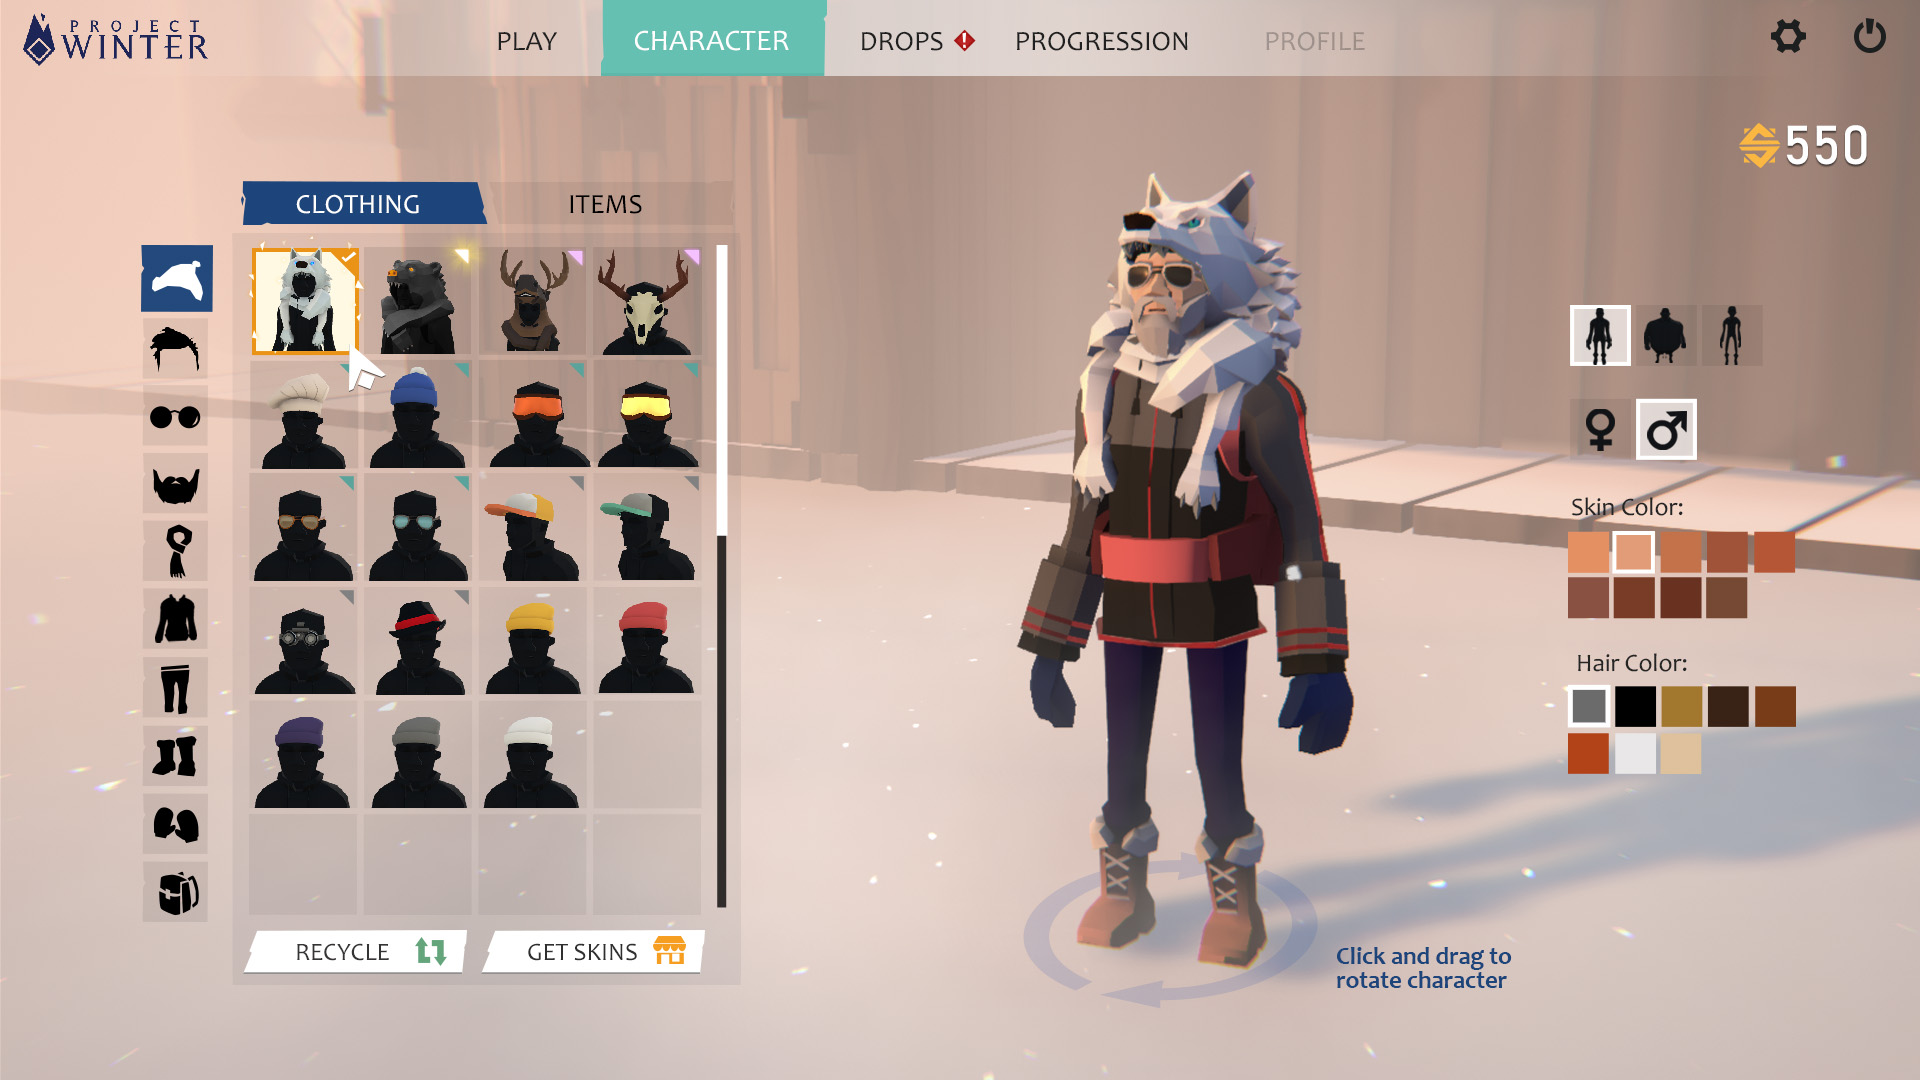 PROJECT
WINTER
PLAY
CHARACTER
DROPS
PROGRESSION
PROFILE
550
CLOTHING
ITEMS
Skin Color:
Hair Color:
RECYCLE
GET SKINS
Click and drag to
rotate character